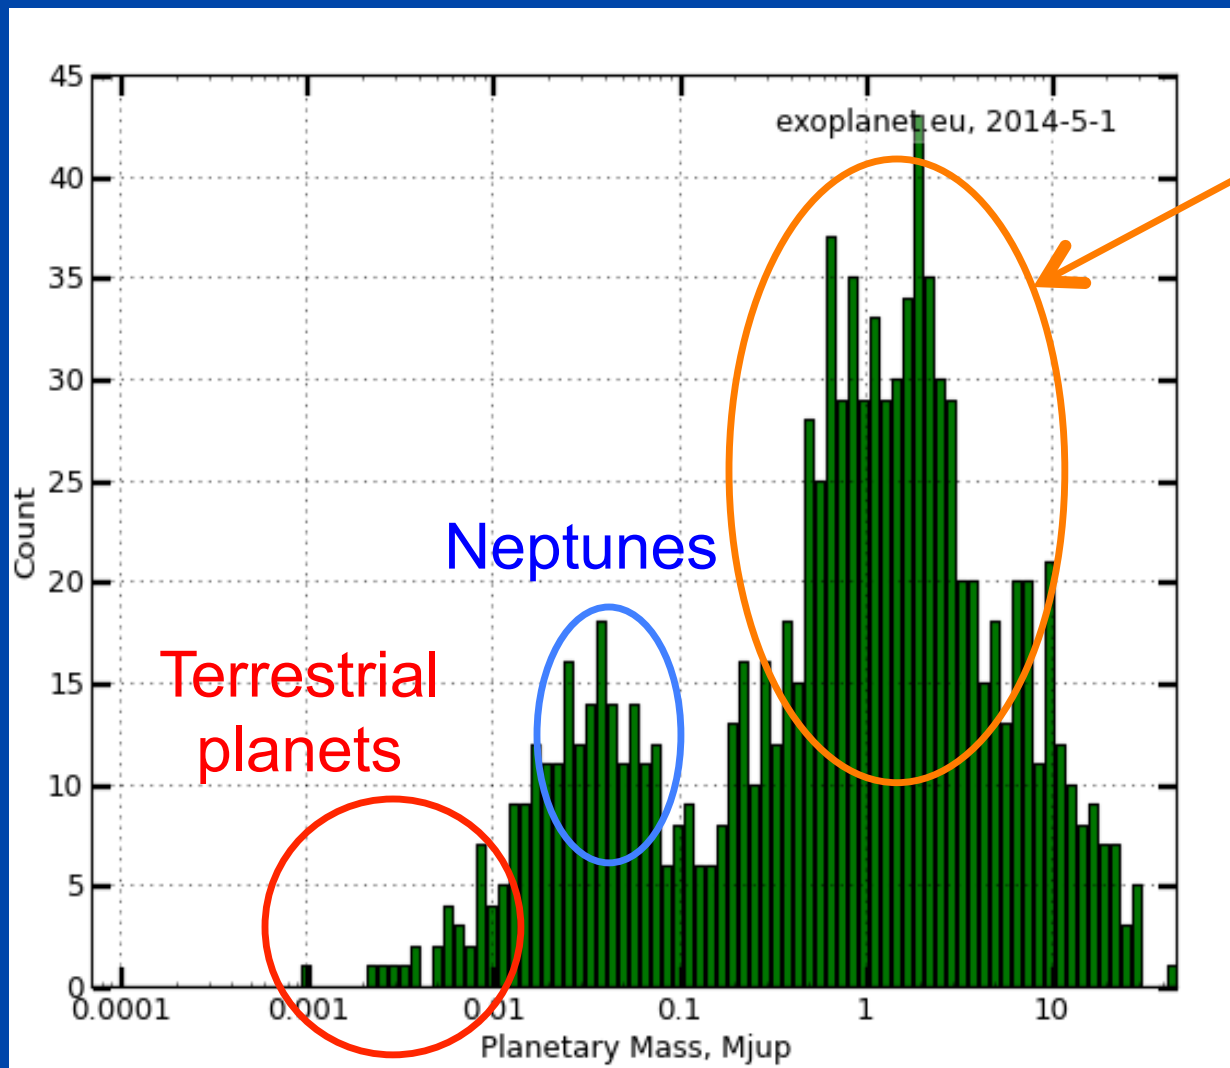 45
exoplanet.eu, 2014-5-1
40
35
30
25
Count
Neptunes
20
Terrestrial
planets
15
10
5
0
0.0001 0.001 0.01 0.1 1 10
Planetary Mass, Mjup